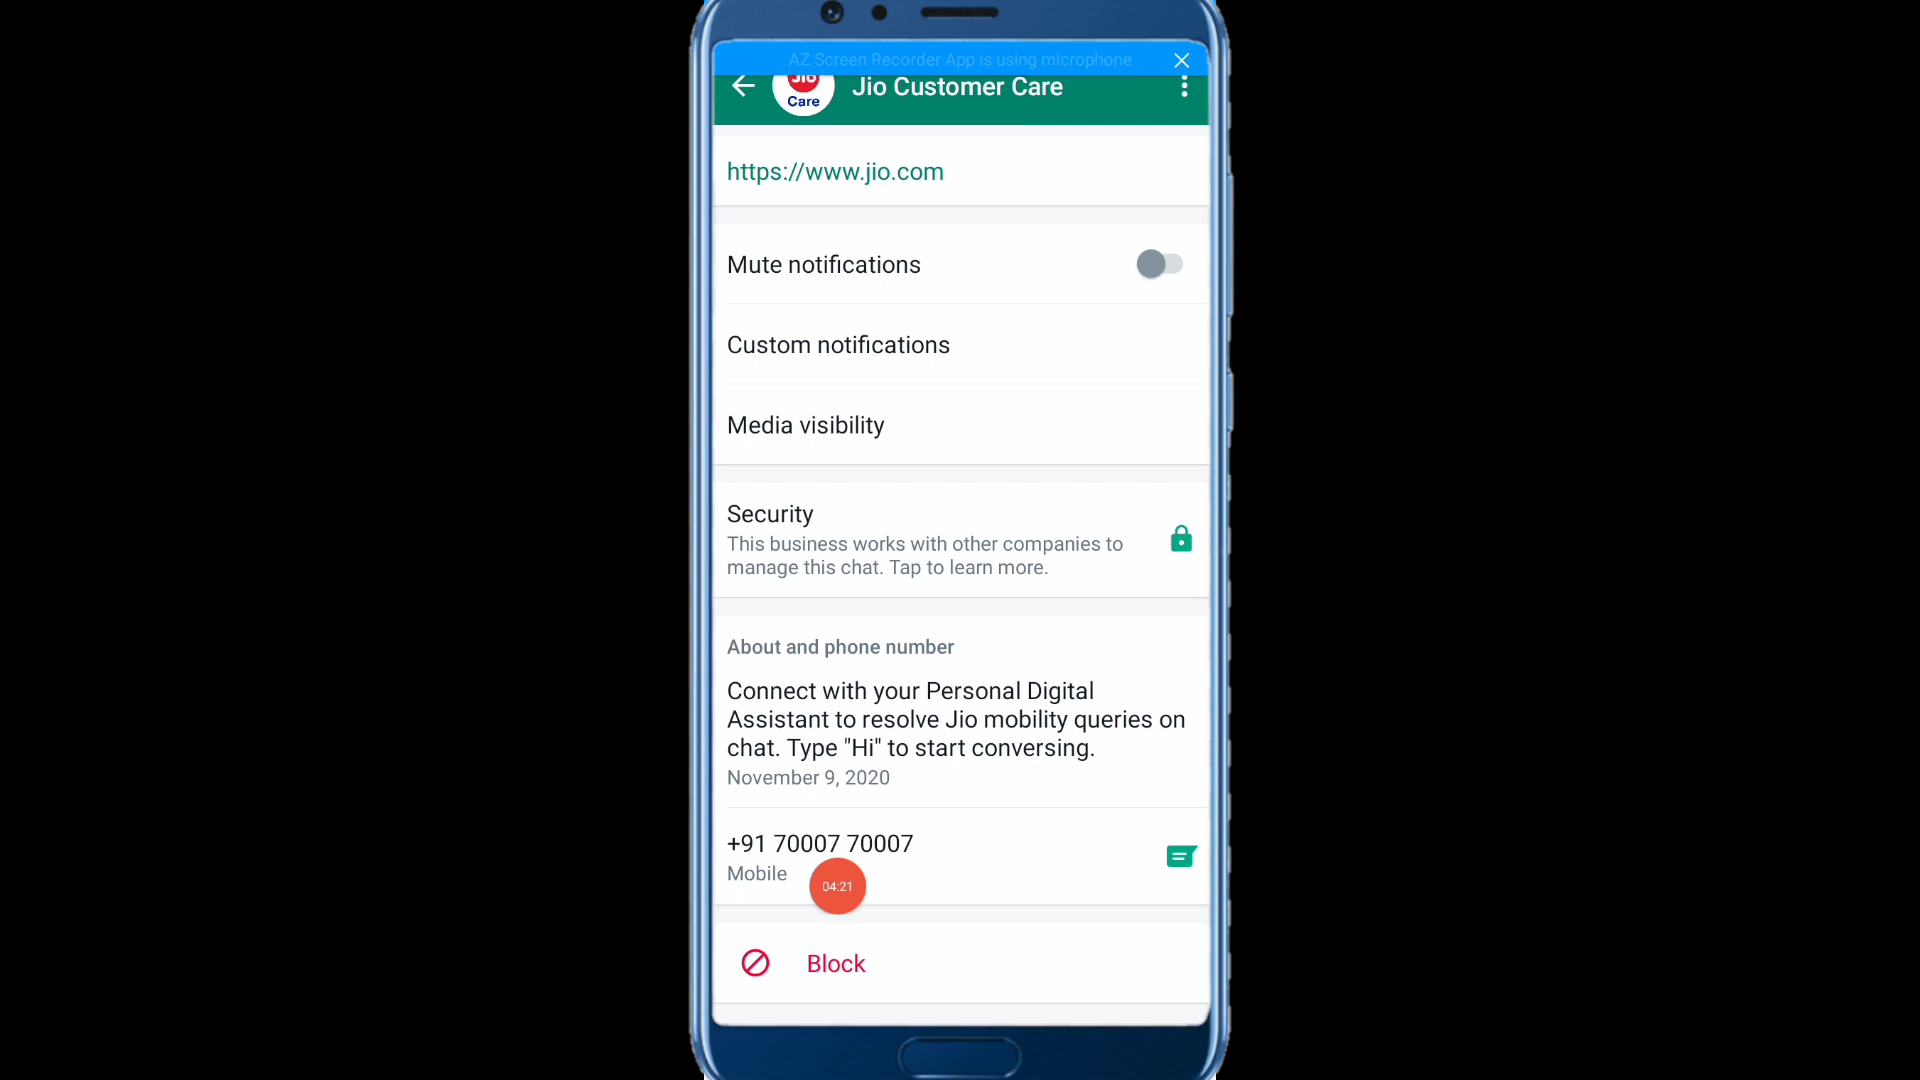 AZ Screen Recorder App is using microphone
Jio
Care
Jio Customer Care
https://www.jio.com
Mute notifications
Custom notifications
Media visibility
Security
This business works with other companies to
manage this chat. Tap to learn more.
About and phone number
Connect with your Personal Digital
Assistant to resolve Jio mobility queries on
chat. Type "Hi" to start conversing.
November 9, 2020
+91 70007 70007
Mobile
04:21
Block